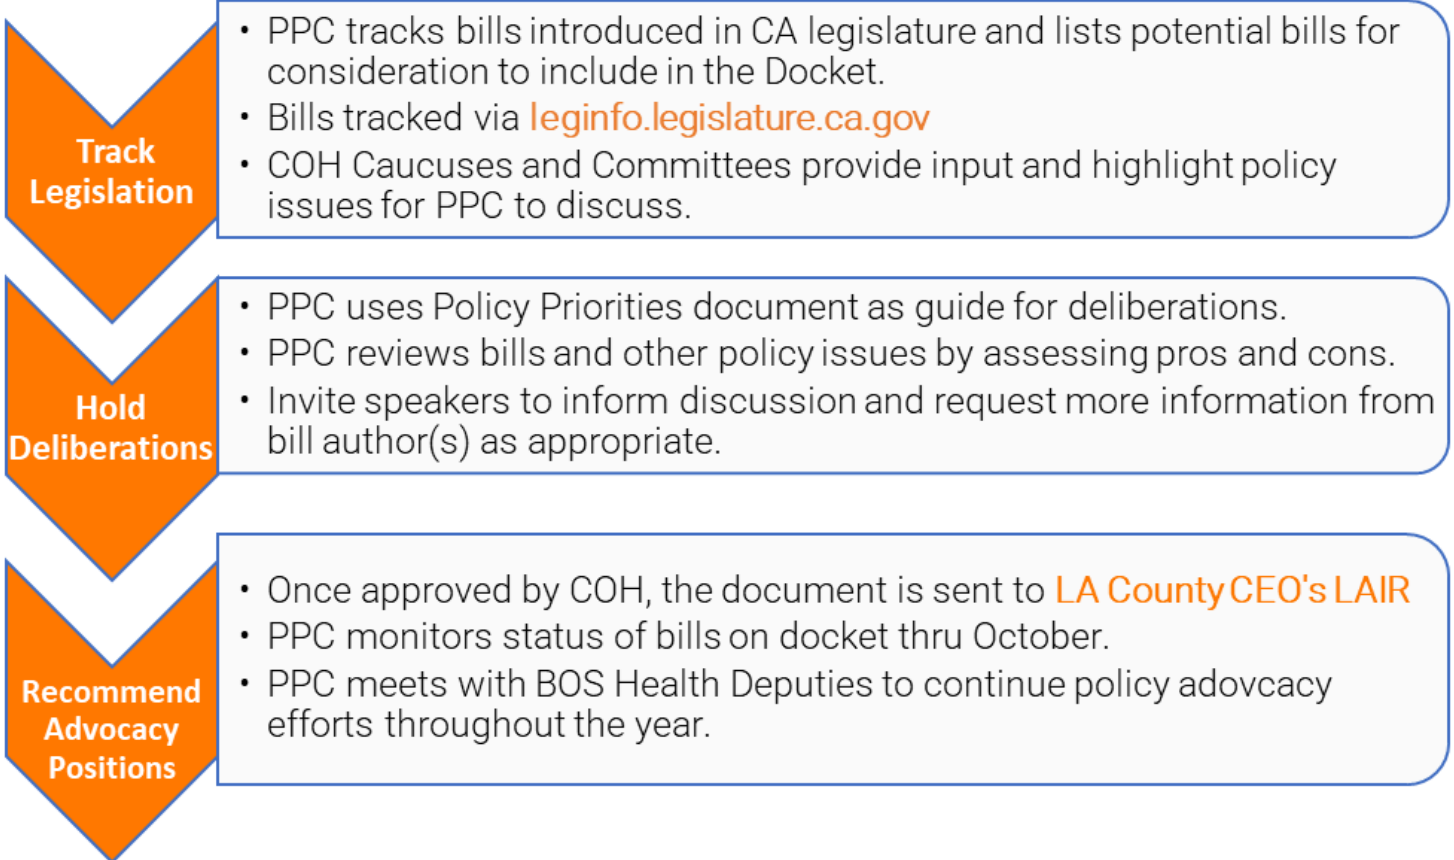 Track
Legislation
• PPC tracks bills introduced in CA legislature and lists potential bills for
consideration to include in the Docket.
• Bills tracked via leginfo.legislature.ca.gov
• COH Caucuses and Committees provide input and highlight policy
issues for PPC to discuss.
Hold
Deliberations
• PPC uses Policy Priorities document as guide for deliberations.
• PPC reviews bills and other policy issues by assessing pros and cons.
• Invite speakers to inform discussion and request more information from
bill author(s) as appropriate.
Recommend
Advocacy
Positions
• Once approved by COH, the document is sent to LA County CEO's LAIR
• PPC monitors status of bills on docket thru October.
• PPC meets with BOS Health Deputies to continue policy adovcacy
efforts throughout the year.